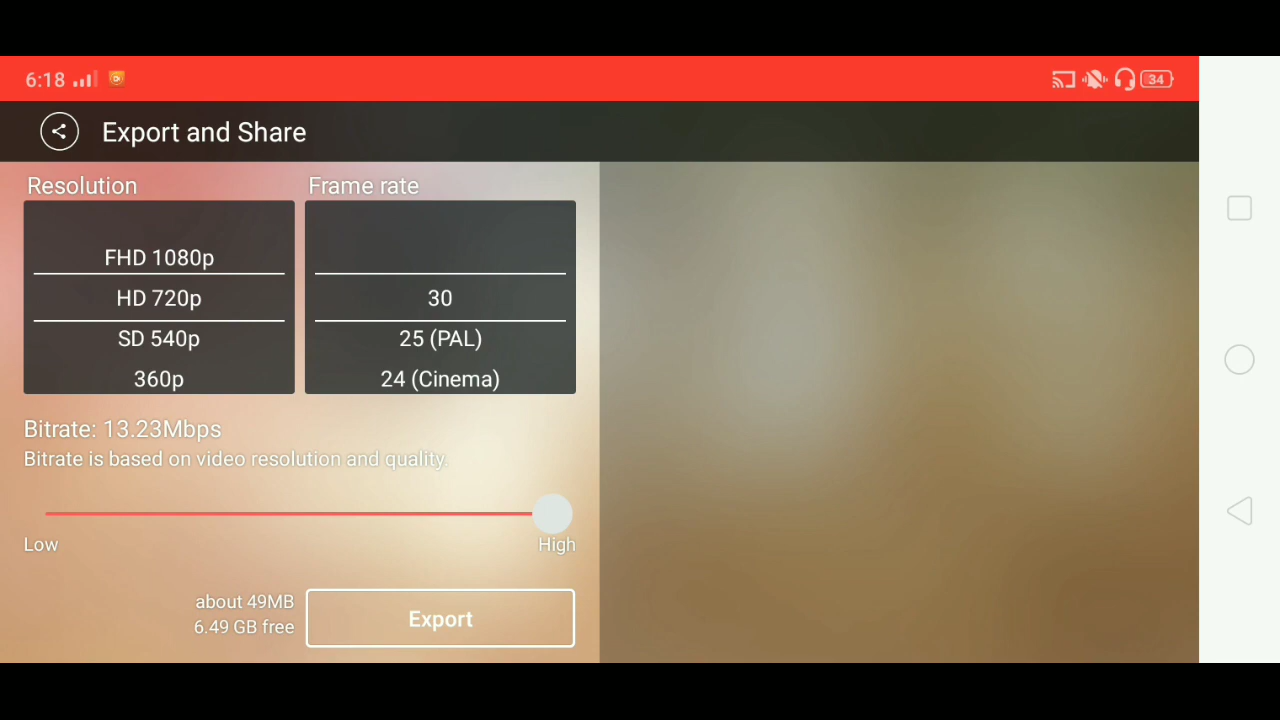 6:18
34
Export and Share
Resolution
Frame rate
FHD 1080p
HD 720p
SD 540p
360p
30
25 (PAL)
24 (Cinema)
Bitrate: 13.23Mbps
Bitrate is based on video resolution and quality.
Low
High
about 49MB
6.49 GB free
Export